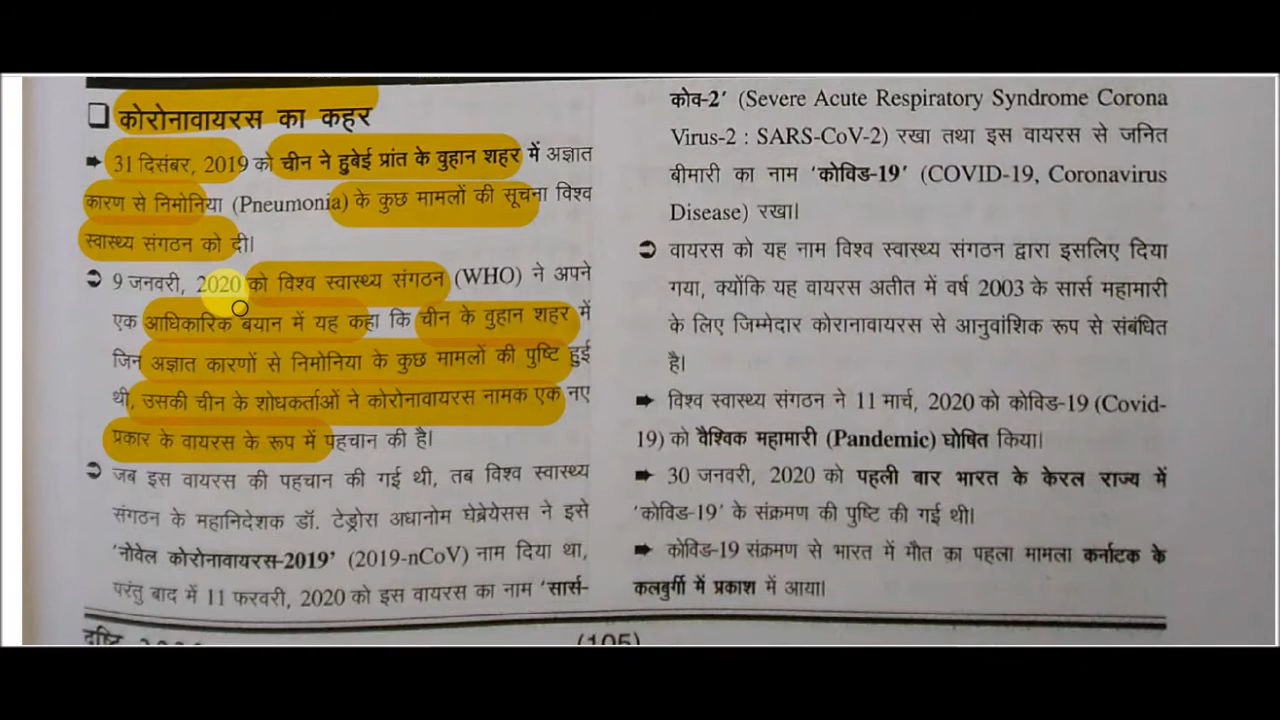 ❑ कोरोनावायरस का कहर
➨ 31 दिसंबर, 2019 को चीन ने हुबेई प्रांत के वुहान शहर में अज्ञात
कारण से निमोनिया (Pneumonia) के कुछ मामलों की सूचना विश्व
स्वास्थ्य संगठन को दी।
➲ 9 जनवरी, 2020 को विश्व स्वास्थ्य संगठन (WHO) ने अपने
एक आधिकारिक बयान में यह कहा कि चीन के वुहान शहर में
जिन अज्ञात कारणों से निमोनिया के कुछ मामलों की पुष्टि हुई
थी, उसकी चीन के शोधकर्ताओं ने कोरोनावायरस नामक एक नए
प्रकार के वायरस के रूप में पहचान की है।
➲ जब इस वायरस की पहचान की गई थी, तब विश्व स्वास्थ्य
संगठन के महानिदेशक डॉ. टेड्रोस अधानोम घेब्रेयेसस ने इसे
'नोवेल कोरोनावायरस-2019' (2019-nCoV) नाम दिया था,
परंतु बाद में 11 फरवरी, 2020 को इस वायरस का नाम 'सार्स-
कोव-2' (Severe Acute Respiratory Syndrome Corona
Virus-2 : SARS-CoV-2) रखा तथा इस वायरस से जनित
बीमारी का नाम 'कोविड-19' (COVID-19, Coronavirus
Disease) रखा।
➲ वायरस को यह नाम विश्व स्वास्थ्य संगठन द्वारा इसलिए दिया
गया, क्योंकि यह वायरस अतीत में वर्ष 2003 के सार्स महामारी
के लिए जिम्मेदार कोरानावायरस से आनुवांशिक रूप से संबंधित
है।
➨ विश्व स्वास्थ्य संगठन ने 11 मार्च, 2020 को कोविड-19 (Covid-
19) को वैश्विक महामारी (Pandemic) घोषित किया।
➨ 30 जनवरी, 2020 को पहली बार भारत के केरल राज्य में
'कोविड-19' के संक्रमण की पुष्टि की गई थी।
➨ कोविड-19 संक्रमण से भारत में मौत का पहला मामला कर्नाटक के
कलबुर्गी में प्रकाश में आया।
दृष्टि
(105)